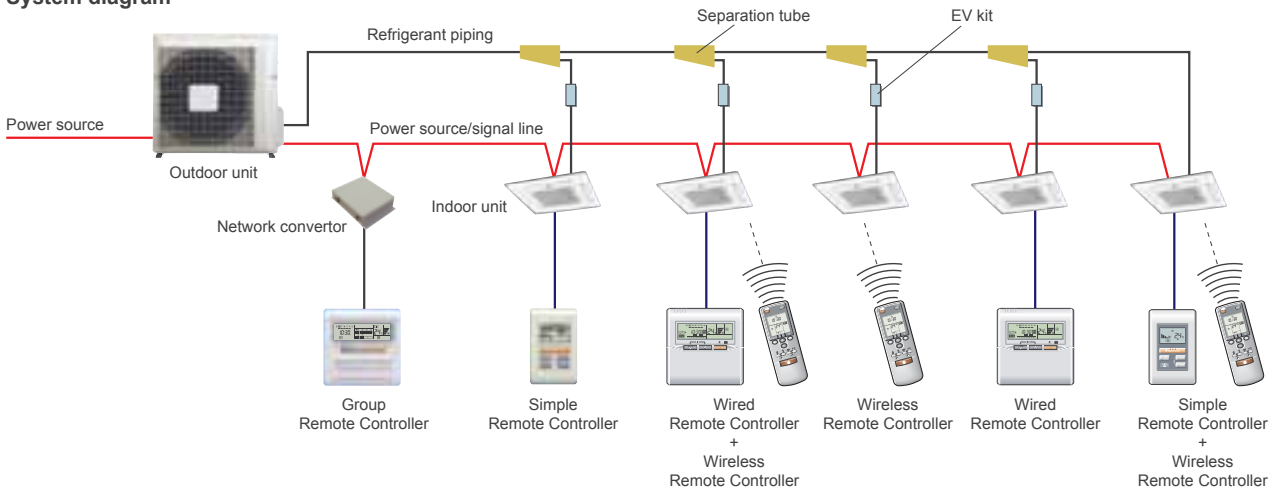 System diagram
Separation tube
EV kit
Refrigerant piping
Power source
Power source/signal line
Outdoor unit
Indoor unit
Network convertor
Group
Remote Controller
Simple
Remote Controller
Wired
Remote Controller
+
Wireless
Remote Controller
Wireless
Remote Controller
Wired
Remote Controller
Simple
Remote Controller
+
Wireless
Remote Controller